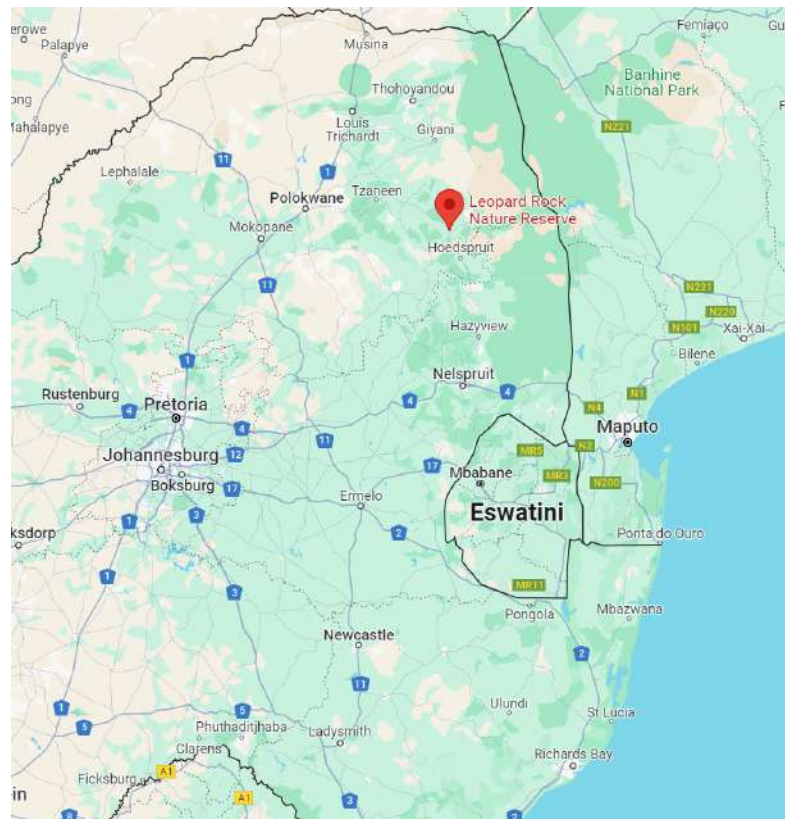 erowe
Palapye
Musina
Femiaço
Gu
Banhine
National Park
Thohoyandou
ong
Mahalapye
Louis
Trichardt
Giyani
N221
11
1
Lephalale
Tzaneen
Polokwane
Leopard Rock
Nature Reserve
Mokopane
Hoedspruit
11
N221
N220
N101
Xai-Xai
Hazyview
Bilene
1
Nelspruit
Rustenburg
4
4
4
N1
Pretoria
4
N4
Maputo
11
12
MR5
N2
Johannesburg
17
Mbabane
MR3
Boksburg
17
N200
Ermelo
Eswatini
ksdorp
1
3
2
Ponta do Ouro
1
3
MR11
Pongola
Mbazwana
Newcastle
2
11
1
5
5
Ulundi
St Lucia
Phuthaditjhaba
Ladysmith
Clarens
Richards Bay
Ficksburg
A1
in
A1
3
2
8